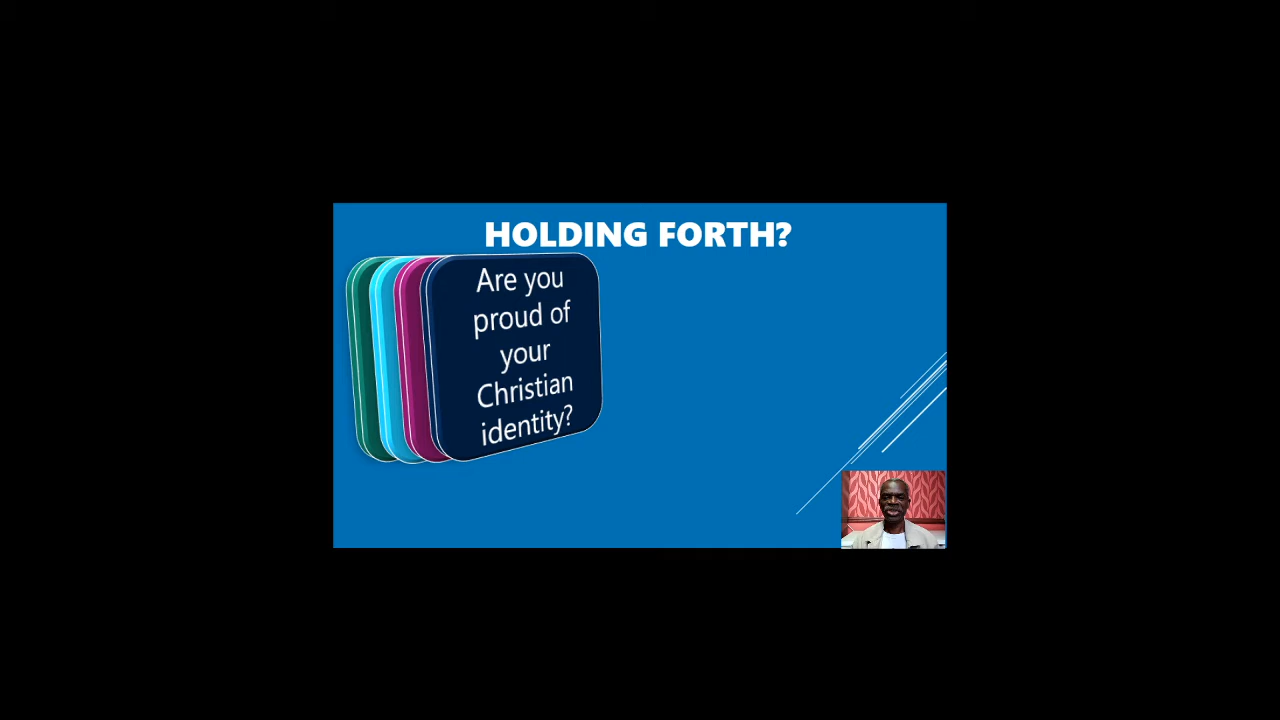 HOLDING FORTH?
Are you
proud of
your
Christian
identity?